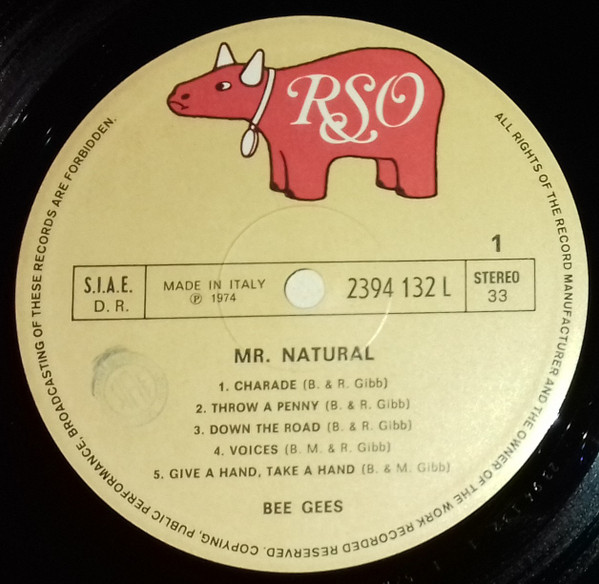 RSO
ALL RIGHTS OF THE RECORD MANUFACTURER AND THE OWNER OF THE WORK RECORDED RESERVED. COPYING, PUBLIC PERFORMANCE, BROADCASTING OF THESE RECORDS ARE FORBIDDEN.
1
S.I.A.E.
D. R.
MADE IN ITALY
℗ 1974
2394 132 L
STEREO
33
MR. NATURAL
1. CHARADE (B. & R. Gibb)
2. THROW A PENNY (B. & R. Gibb)
3. DOWN THE ROAD (B. & R. Gibb)
4. VOICES (B. M. & R. Gibb)
5. GIVE A HAND, TAKE A HAND (B. & M. Gibb)
BEE GEES